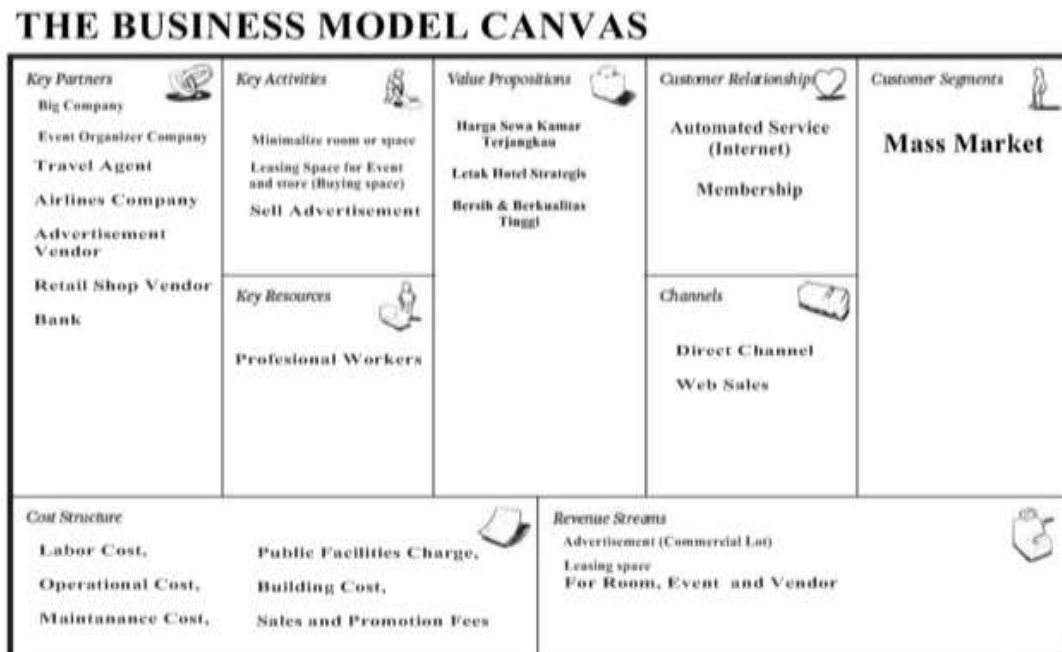 THE BUSINESS MODEL CANVAS
Key Partners
Big Company
Event Organizer Company
Travel Agent
Airlines Company
Advertisement
Vendor
Retail Shop Vendor
Bank
Key Activities
Minimalize room or space
Leasing Space for Event
and store (Buying space)
Sell Advertisement
Key Resources
Profesional Workers
Value Propositions
Harga Sewa Kamar
Terjangkau
Letak Hotel Strategis
Bersih & Berkualitas
Tinggi
Customer Relationships
Automated Service
(Internet)
Membership
Channels
Direct Channel
Web Sales
Customer Segments
Mass Market
Cost Structure
Labor Cost,
Operational Cost,
Maintanance Cost,
Public Facilities Charge,
Building Cost,
Sales and Promotion Fees
Revenue Streams
Advertisement (Commercial Lot)
Leasing space
For Room, Event and Vendor